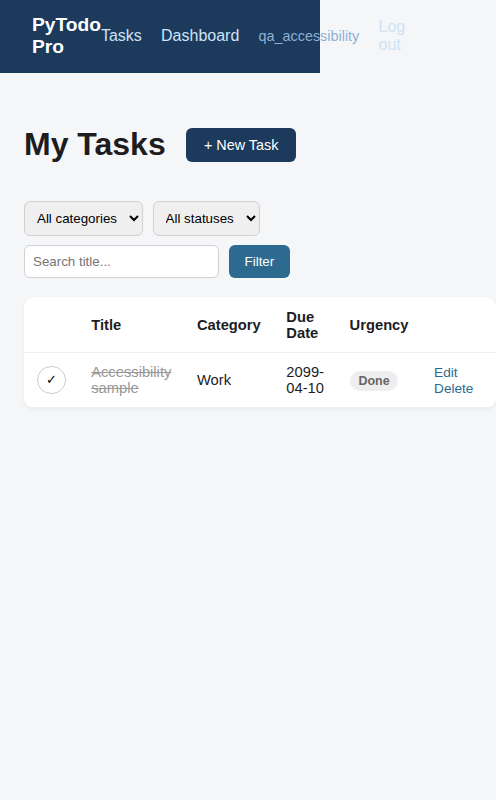 PyTodo
Pro
Tasks
Dashboard
qa_accessibility
Log
out
My Tasks
+ New Task
All categories
All statuses
Search title...
Filter
Title
Category
Due
Date
Urgency
✓
Accessibility
sample
Work
2099-
04-10
Done
Edit
Delete